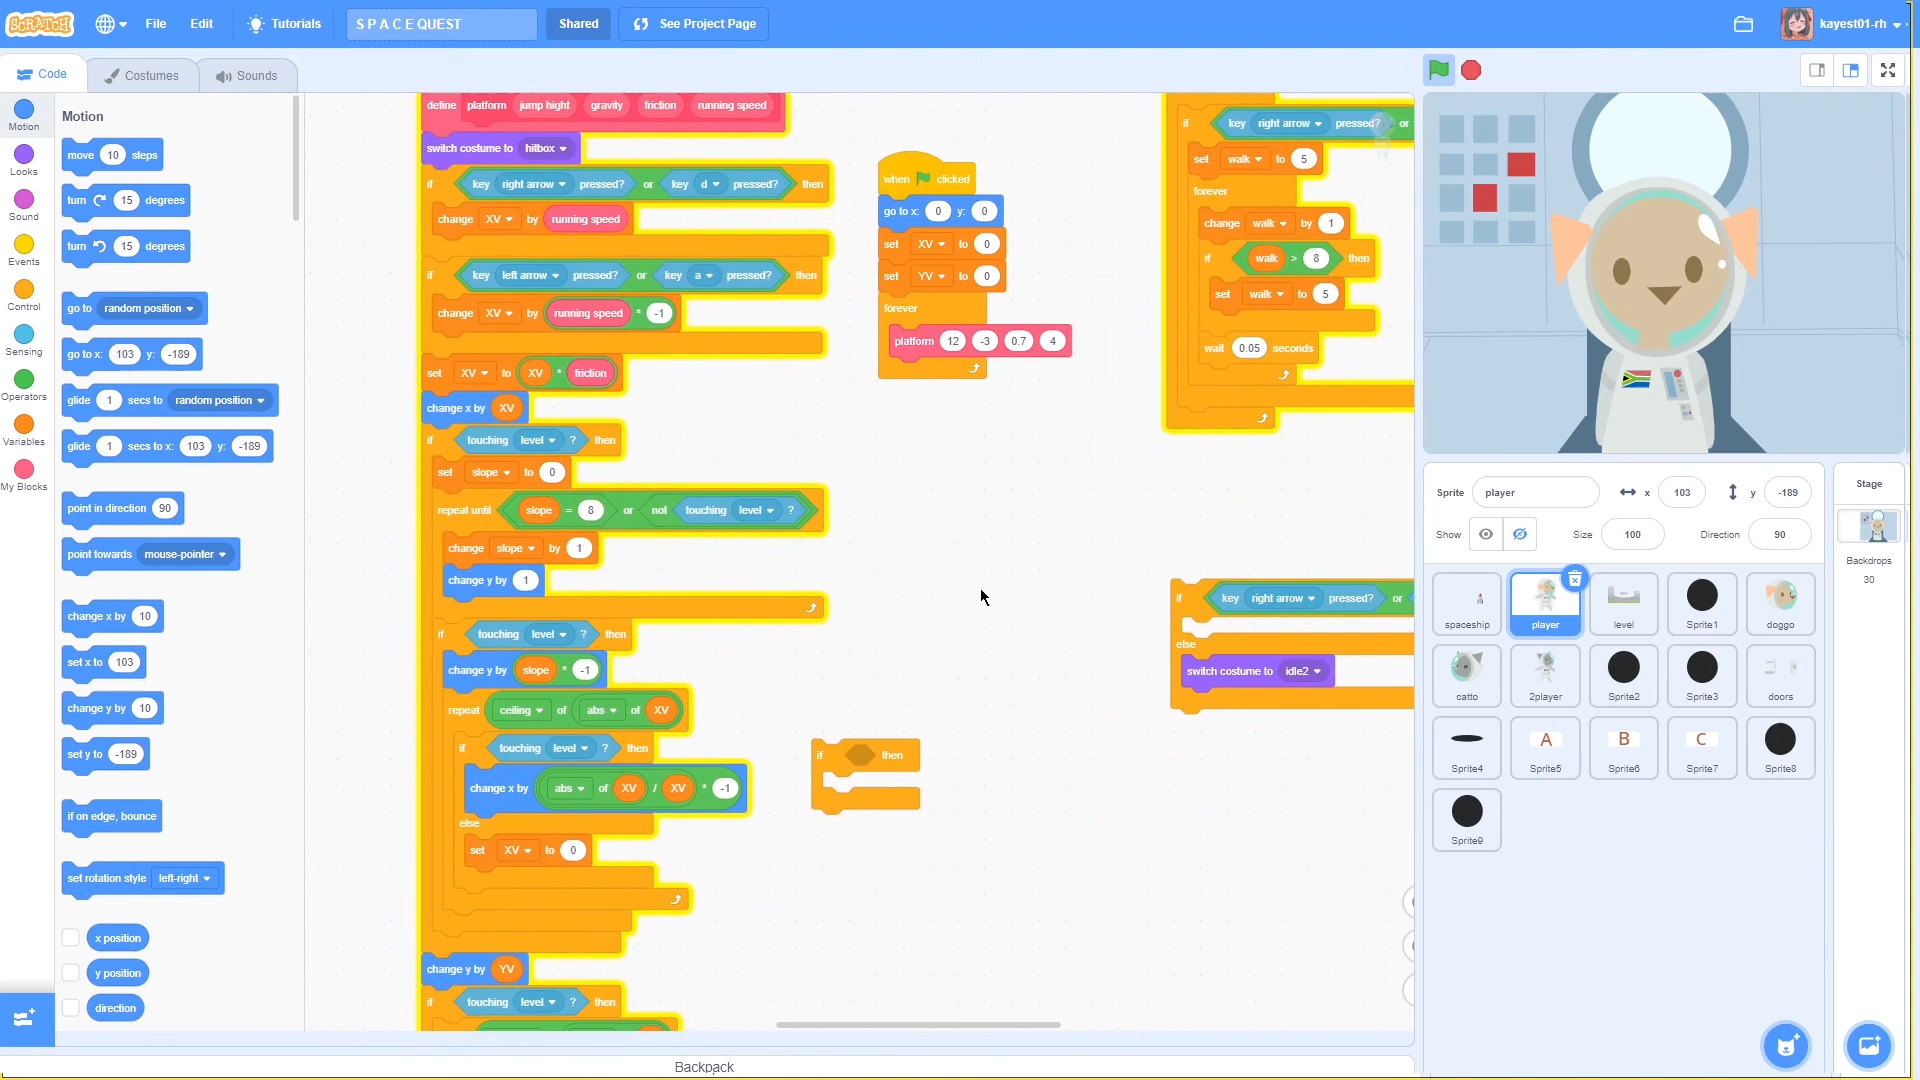 SCRATCH File Edit Tutorials S P A C E QUEST Shared See Project Page kayest01-rh
Code Costumes Sounds
Motion
Looks
Sound
Events
Control
Sensing
Operators
Variables
My Blocks
Motion
move 10 steps
turn 15 degrees
turn 15 degrees
go to random position
go to x: 103 y: -189
glide 1 secs to random position
glide 1 secs to x: 103 y: -189
point in direction 90
point towards mouse-pointer
change x by 10
set x to 103
change y by 10
set y to -189
if on edge, bounce
set rotation style left-right
x position
y position
direction
define platform jump hight gravity friction running speed
switch costume to hitbox
if key right arrow pressed? or key d pressed? then
change XV by running speed
if key left arrow pressed? or key a pressed? then
change XV by running speed * -1
set XV to XV * friction
change x by XV
if touching level ? then
set slope to 0
repeat until slope = 8 or not touching level ?
change slope by 1
change y by 1
if touching level ? then
change y by slope * -1
repeat ceiling of abs of XV
if touching level ? then
change x by abs of XV / XV * -1
else
set XV to 0
change y by YV
if touching level ? then
when clicked
go to x: 0 y: 0
set XV to 0
set YV to 0
forever
platform 12 -3 0.7 4
if then
if key right arrow pressed? or
set walk to 5
forever
change walk by 1
if walk > 8 then
set walk to 5
wait 0.05 seconds
if key right arrow pressed? or
else
switch costume to idle2
Sprite player x 103 y -189
Show Size 100 Direction 90
spaceship player level Sprite1 doggo
catto 2player Sprite2 Sprite3 doors
A B C
Sprite4 Sprite5 Sprite6 Sprite7 Sprite8
Sprite9
Stage
Backdrops
30
Backpack